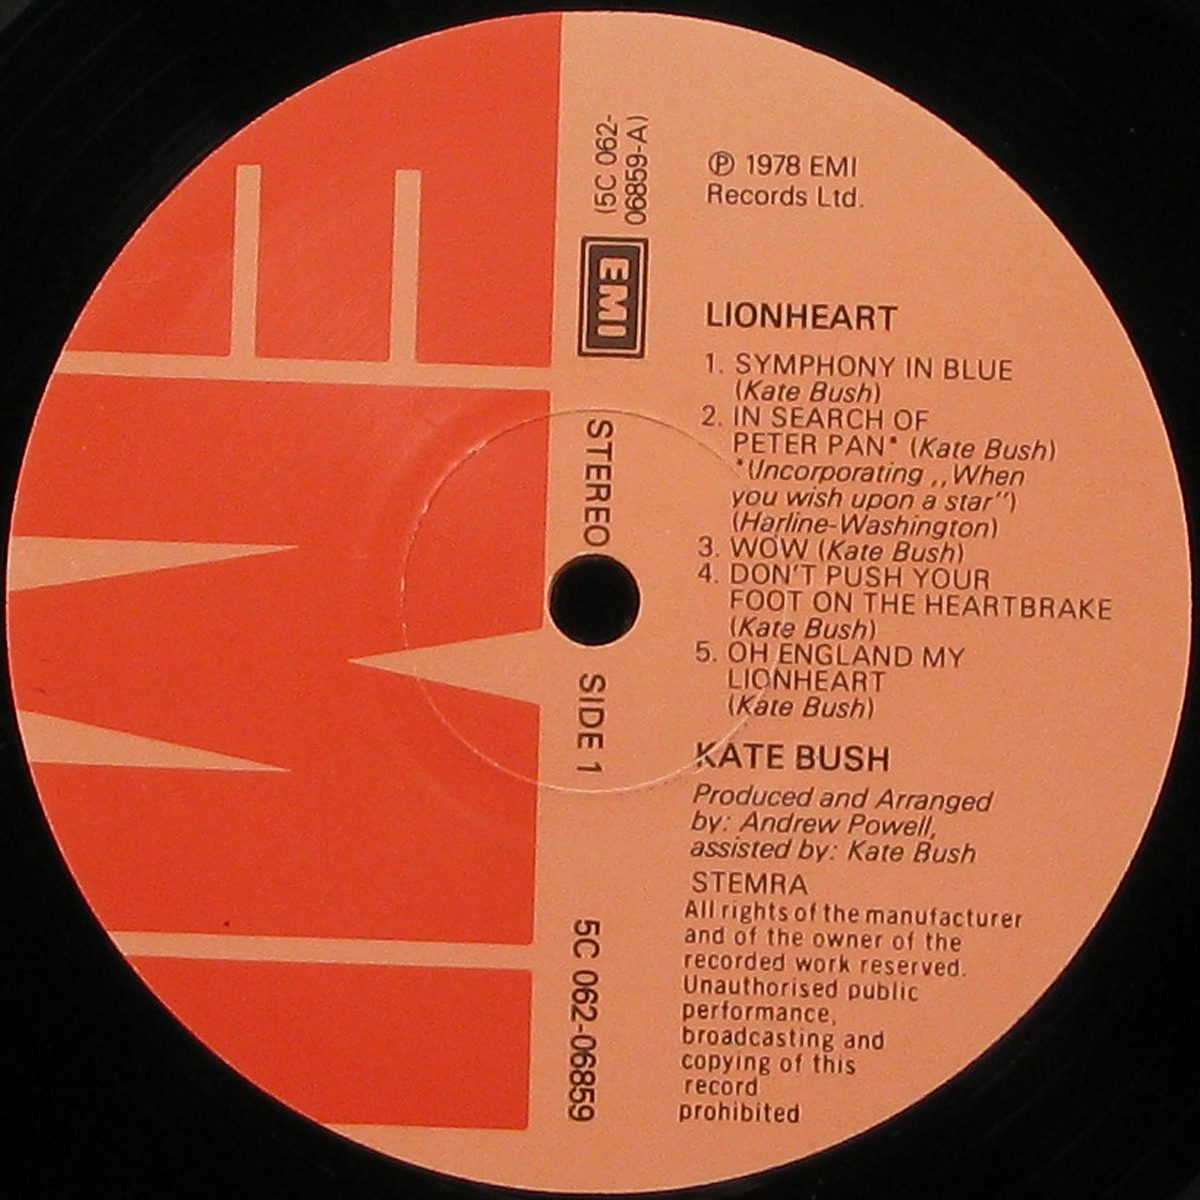 (5C 062-
06859-A)
EMI
STEREO
SIDE 1
5C 062-06859
℗ 1978 EMI
Records Ltd.
LIONHEART
1. SYMPHONY IN BLUE
(Kate Bush)
2. IN SEARCH OF
PETER PAN* (Kate Bush)
*(Incorporating ,,When
you wish upon a star'')
(Harline-Washington)
3. WOW (Kate Bush)
4. DON'T PUSH YOUR
FOOT ON THE HEARTBRAKE
(Kate Bush)
5. OH ENGLAND MY
LIONHEART
(Kate Bush)
KATE BUSH
Produced and Arranged
by: Andrew Powell,
assisted by: Kate Bush
STEMRA
All rights of the manufacturer
and of the owner of the
recorded work reserved.
Unauthorised public
performance,
broadcasting and
copying of this
record
prohibited